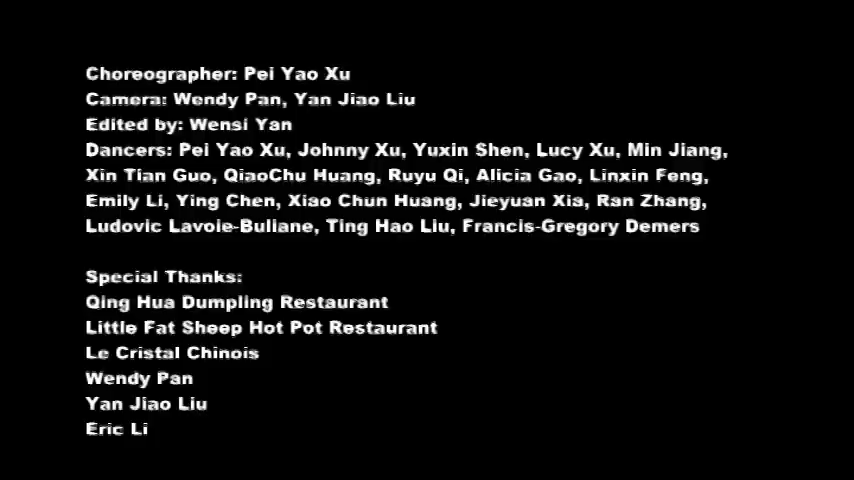 Choreographer: Pei Yao Xu
Camera: Wendy Pan, Yan Jiao Liu
Edited by: Wensi Yan
Dancers: Pei Yao Xu, Johnny Xu, Yuxin Shen, Lucy Xu, Min Jiang,
Xin Tian Guo, QiaoChu Huang, Ruyu Qi, Alicia Gao, Linxin Feng,
Emily Li, Ying Chen, Xiao Chun Huang, Jieyuan Xia, Ran Zhang,
Ludovic Lavoie-Buliane, Ting Hao Liu, Francis-Gregory Demers
Special Thanks:
Qing Hua Dumpling Restaurant
Little Fat Sheep Hot Pot Restaurant
Le Cristal Chinois
Wendy Pan
Yan Jiao Liu
Eric Li